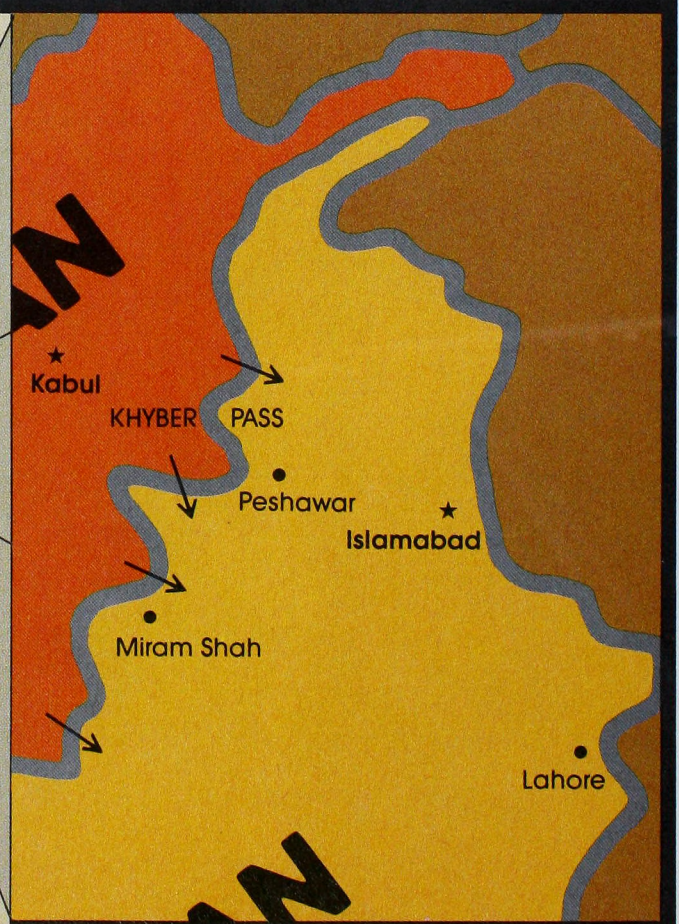 AN
Kabul
KHYBER PASS
Peshawar
Islamabad
Miram Shah
Lahore
AN